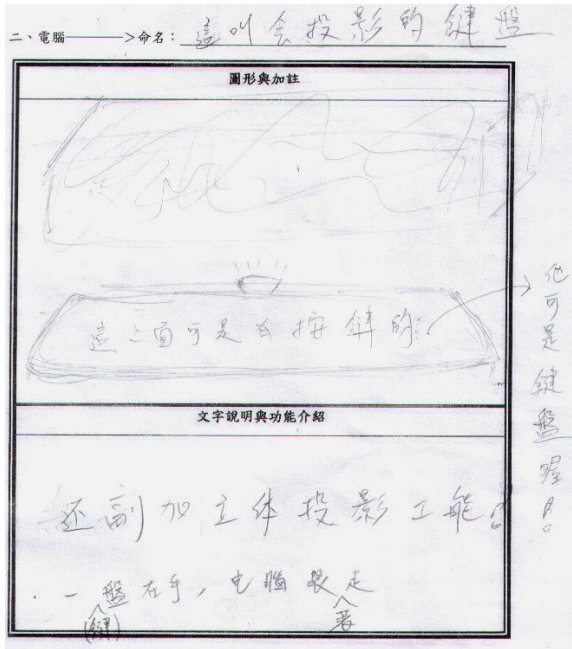 二、電腦————>命名：這叫会投影的鍵盤
圖形與加註
這上面可是有按鍵的
他可是鍵盤喔！
文字說明與功能介紹
还副加立体投影工能！
一(鍵)盤在手，电腦跟著走